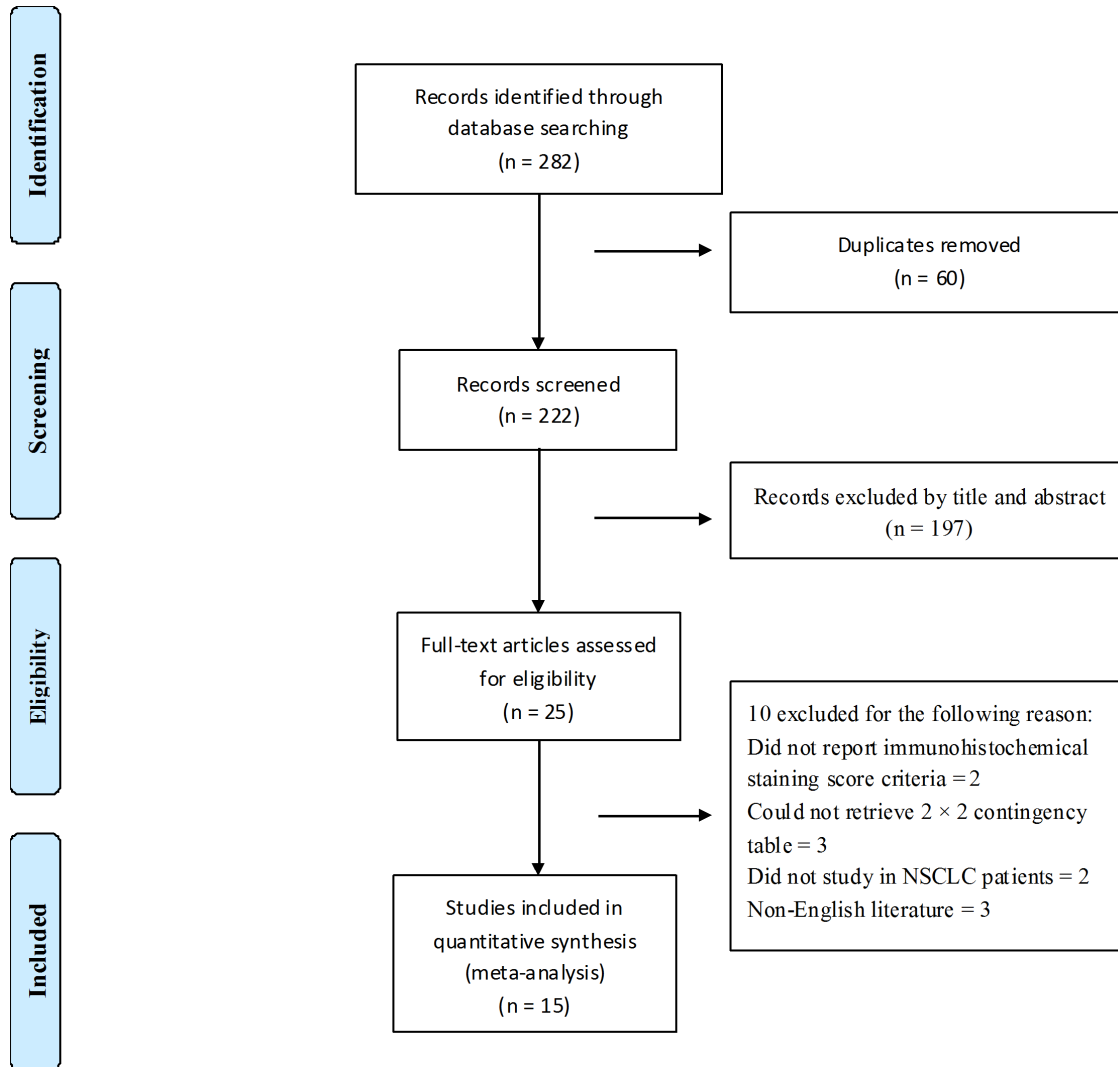 Identification
Records identified through
database searching
(n = 282)
Duplicates removed
(n = 60)
Screening
Records screened
(n = 222)
Records excluded by title and abstract
(n = 197)
Eligibility
Full-text articles assessed
for eligibility
(n = 25)
10 excluded for the following reason:
Did not report immunohistochemical
staining score criteria = 2
Could not retrieve 2 × 2 contingency
table = 3
Did not study in NSCLC patients = 2
Non-English literature = 3
Included
Studies included in
quantitative synthesis
(meta-analysis)
(n = 15)